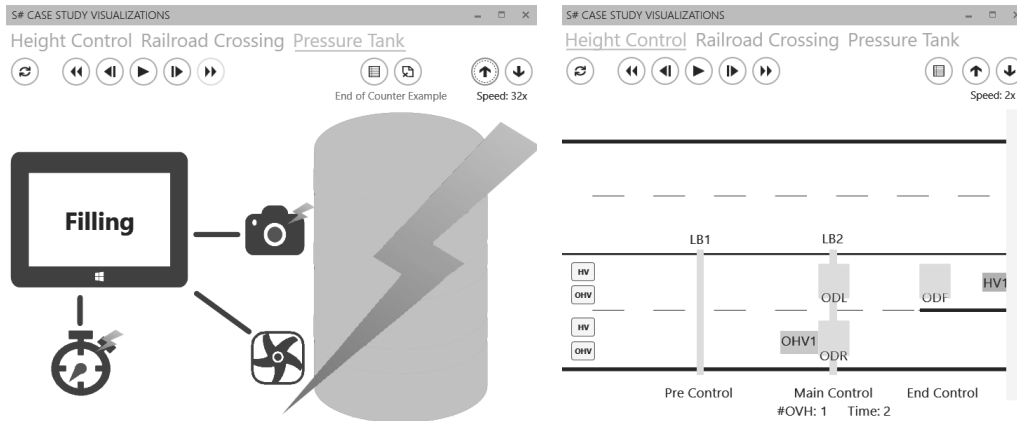 S# CASE STUDY VISUALIZATIONS
Height Control Railroad Crossing Pressure Tank
End of Counter Example
Speed: 32x
Filling
S# CASE STUDY VISUALIZATIONS
Height Control Railroad Crossing Pressure Tank
Speed: 2x
LB1
LB2
HV
OHV
ODL
ODF
HV1
HV
OHV
OHV1
ODR
Pre Control
Main Control
End Control
#OVH: 1 Time: 2